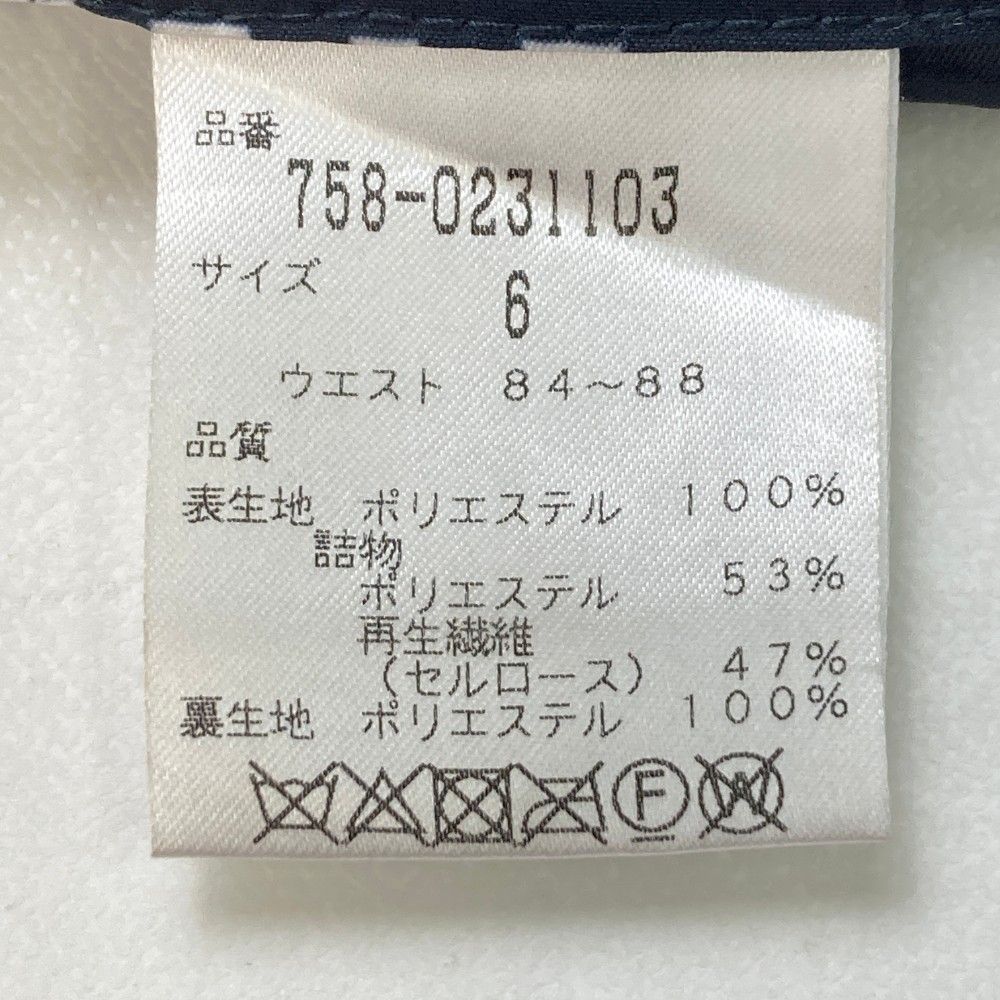 品番
758-0231103
サイズ
6
ウエスト 84～88
品質
表生地 ポリエステル 100%
詰物
ポリエステル 53%
再生繊維
(セルロース) 47%
裏生地 ポリエステル 100%
F W